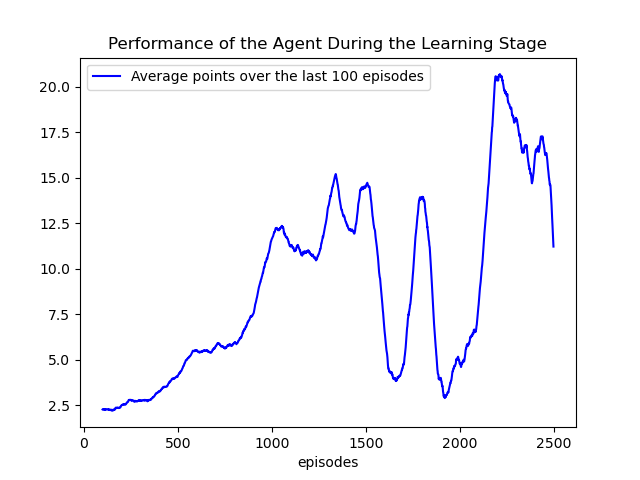 Performance of the Agent During the Learning Stage
Average points over the last 100 episodes
20.0
17.5
15.0
12.5
10.0
7.5
5.0
2.5
0 500 1000 1500 2000 2500
episodes